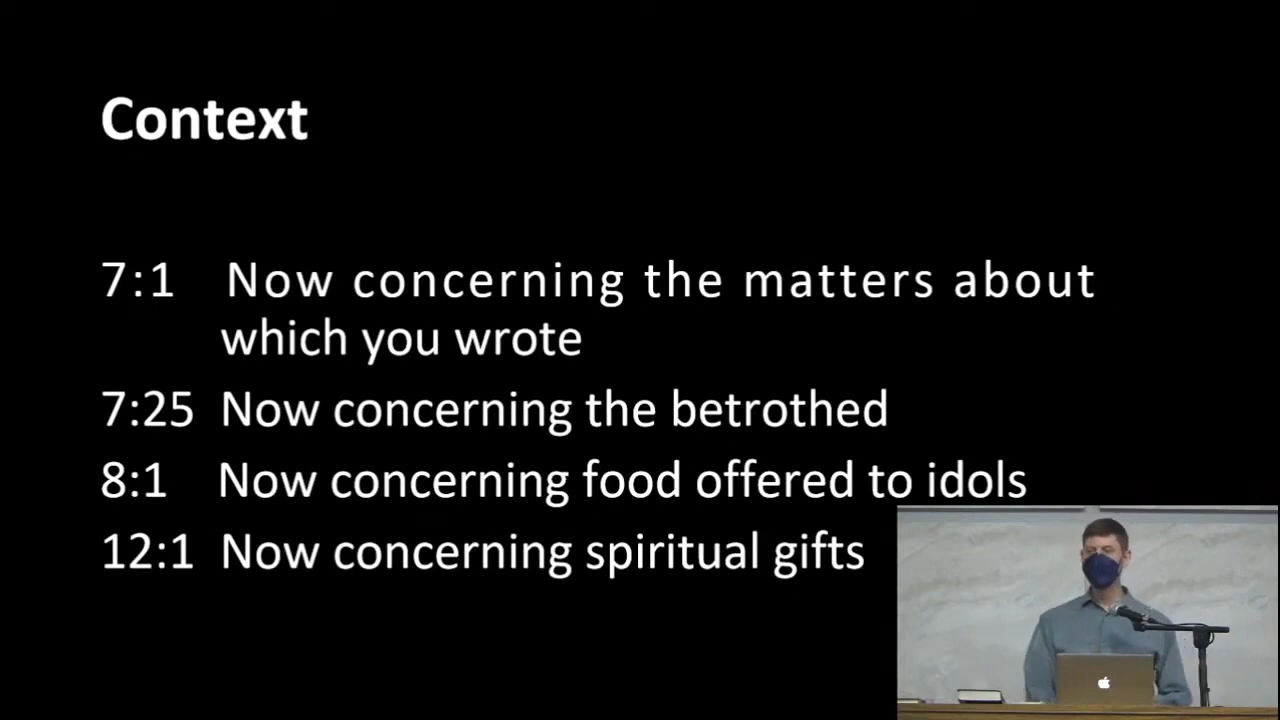 Context
7:1 Now concerning the matters about
which you wrote
7:25 Now concerning the betrothed
8:1 Now concerning food offered to idols
12:1 Now concerning spiritual gifts